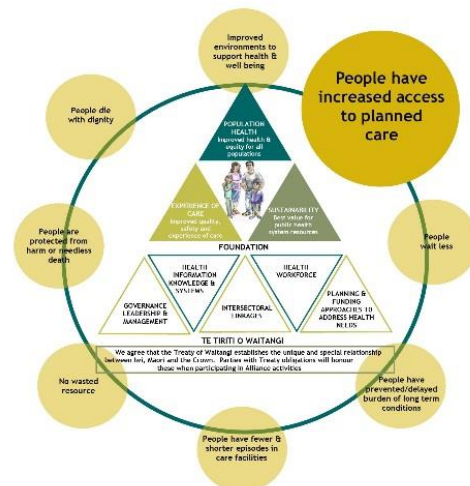 Improved
environments to
support health &
well being
People have
increased access
to planned
care
People die
with dignity
POPULATION
HEALTH
Improved health &
equity for all
populations
EXPERIENCE OF
CARE
Improved quality,
safety and
experience of care
SUSTAINABILITY
Best value for
public health
system resources
People are
protected from
harm or needless
death
People
wait less
FOUNDATION
HEALTH
INFORMATION
KNOWLEDGE &
SYSTEMS
HEALTH
WORKFORCE
GOVERNANCE
LEADERSHIP &
MANAGEMENT
INTERSECTORAL
LINKAGES
PLANNING &
FUNDING
APPROACHES TO
ADDRESS HEALTH
NEEDS
TE TIRITI O WAITANGI
We agree that the Treaty of Waitangi establishes the unique and special relationship
between Iwi, Maori and the Crown. Parties with Treaty obligations will honour
these when participating in Alliance activities
No wasted
resource
People have
prevented/delayed
burden of long term
conditions
People have fewer &
shorter episodes in
care facilities